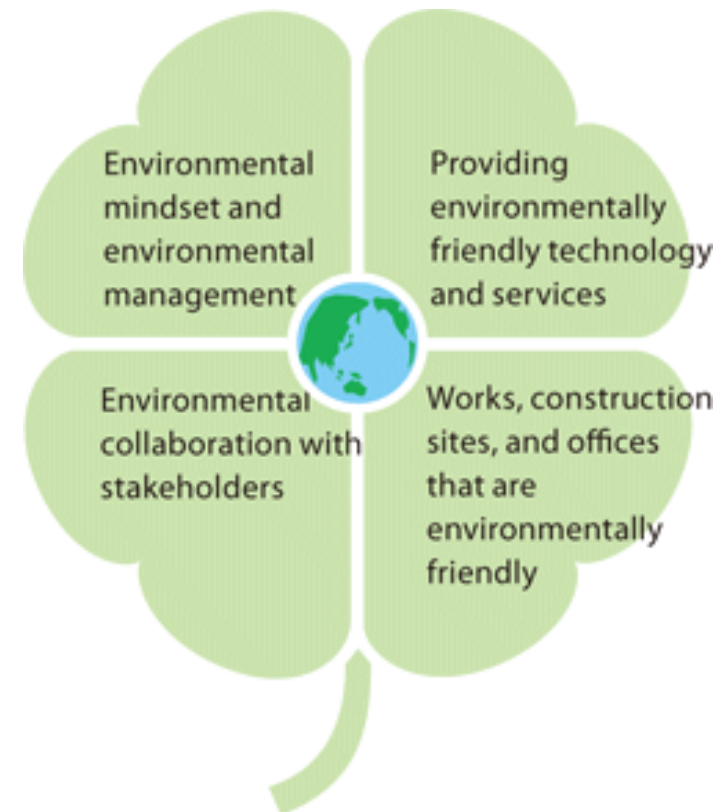 Environmental
mindset and
environmental
management
Providing
environmentally
friendly technology
and services
Environmental
collaboration with
stakeholders
Works, construction
sites, and offices
that are
environmentally
friendly